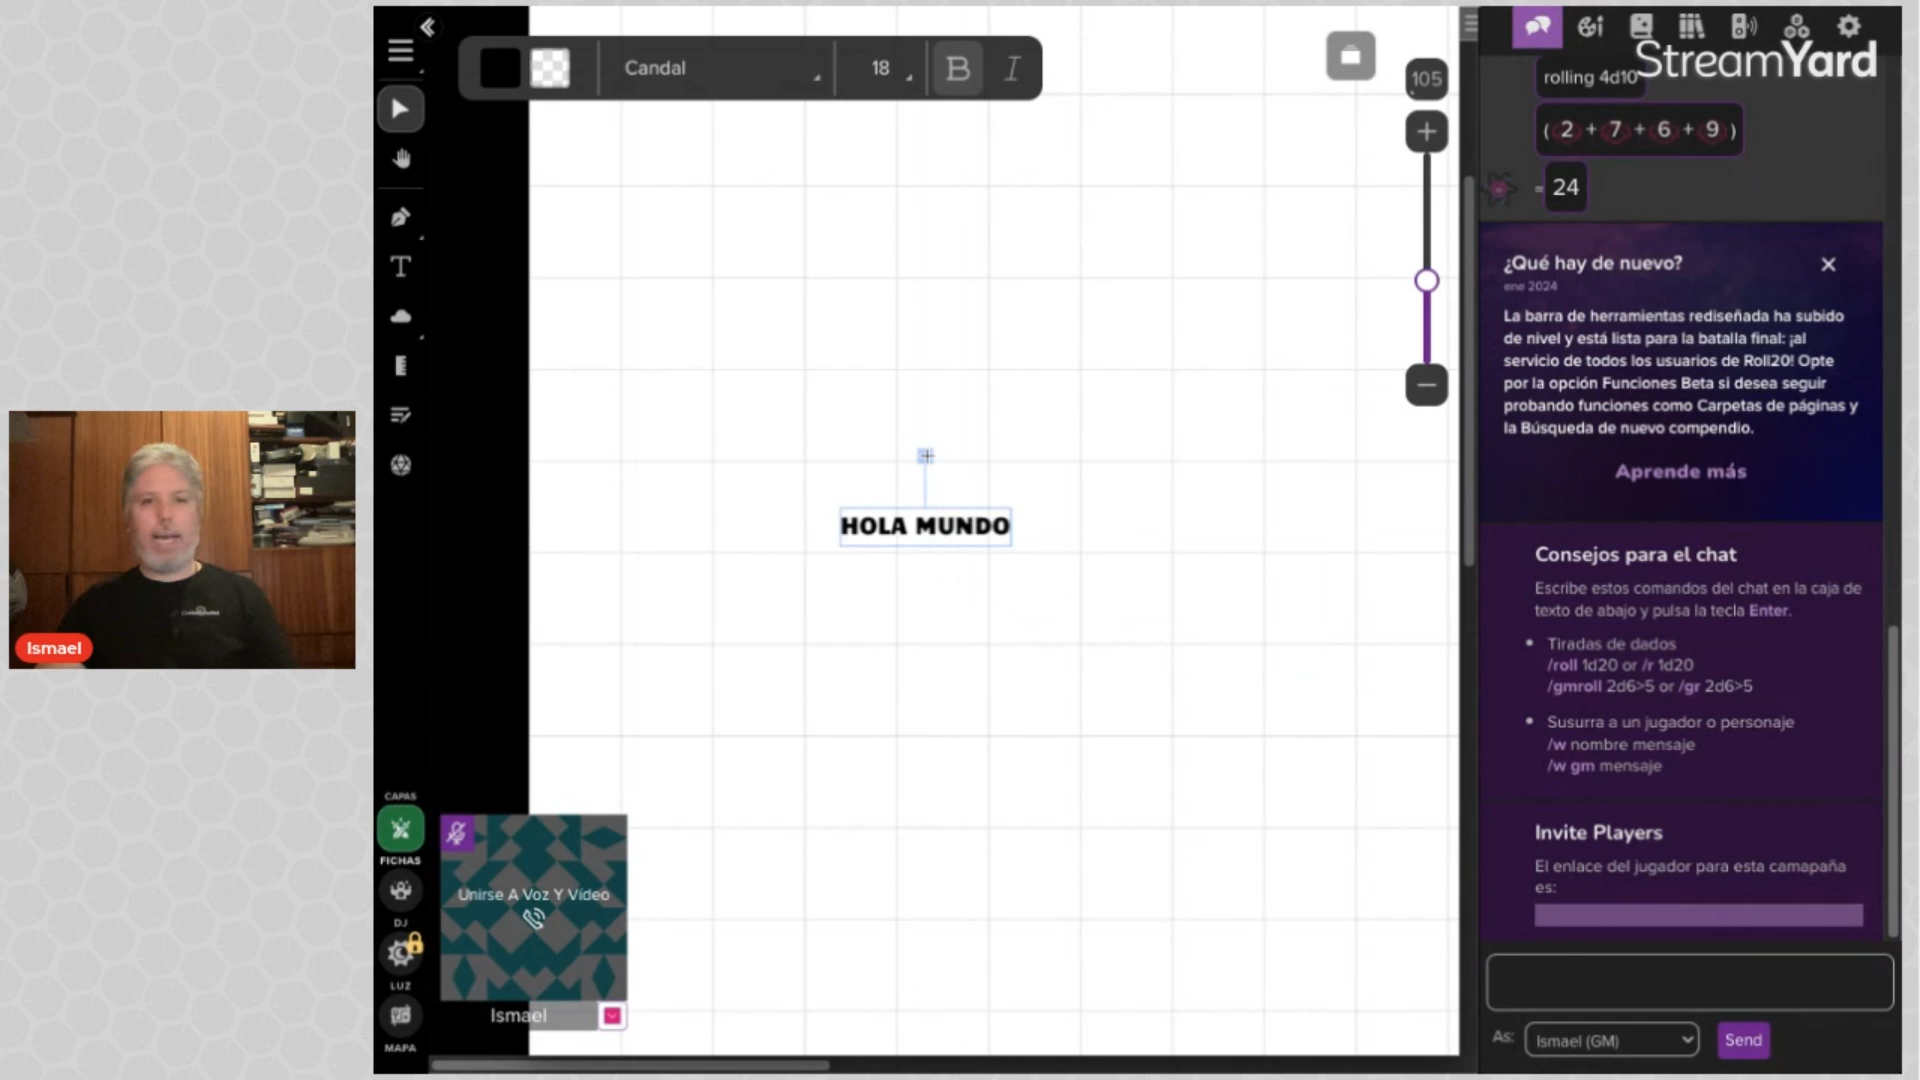 StreamYard
Candal
18
B
I
105
rolling 4d10
( 2 + 7 + 6 + 9 )
= 24
¿Qué hay de nuevo?
ene 2024
La barra de herramientas rediseñada ha subido
de nivel y está lista para la batalla final: ¡al
servicio de todos los usuarios de Roll20! Opte
por la opción Funciones Beta si desea seguir
probando funciones como Carpetas de páginas y
la Búsqueda de nuevo compendio.
Aprende más
HOLA MUNDO
Consejos para el chat
Escribe estos comandos del chat en la caja de
texto de abajo y pulsa la tecla Enter.
Tiradas de dados
/roll 1d20 or /r 1d20
/gmroll 2d6>5 or /gr 2d6>5
Susurra a un jugador o personaje
/w nombre mensaje
/w gm mensaje
Invite Players
El enlace del jugador para esta camapaña
es:
As:
Ismael (GM)
Send
Ismael
CAPAS
FICHAS
DJ
LUZ
MAPA
Unirse A Voz Y Vídeo
Ismael